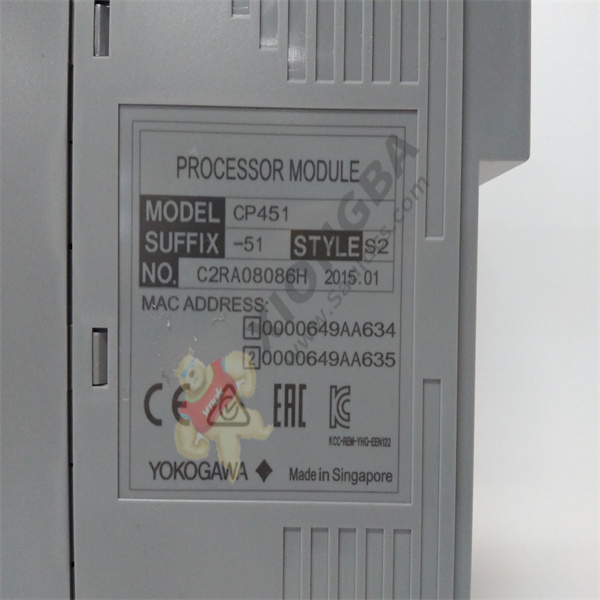 PROCESSOR MODULE
MODEL CP451
SUFFIX -51 STYLE S2
NO. C2RA08086H 2015.01
MAC ADDRESS:
1 0000649AA634
2 0000649AA635
CE EAC
KCC-REM-YHQ-EEN122
YOKOGAWA Made in Singapore